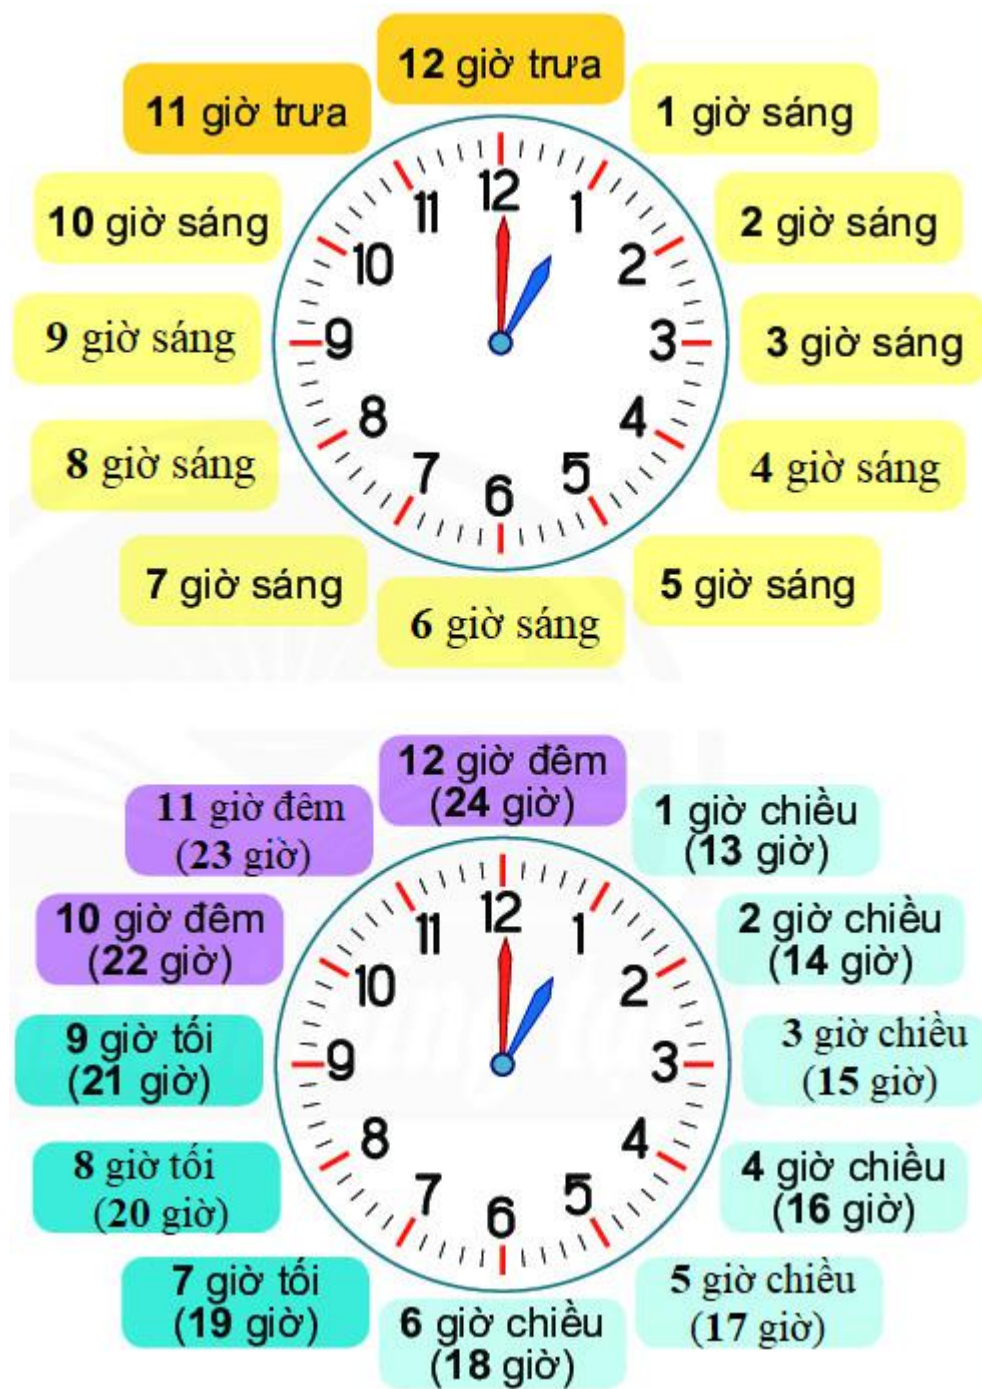 12 giờ trưa
11 giờ trưa
1 giờ sáng
10 giờ sáng
2 giờ sáng
9 giờ sáng
3 giờ sáng
8 giờ sáng
4 giờ sáng
7 giờ sáng
5 giờ sáng
6 giờ sáng
12
1
2
3
4
5
6
7
8
9
10
11
12 giờ đêm
(24 giờ)
11 giờ đêm
(23 giờ)
1 giờ chiều
(13 giờ)
10 giờ đêm
(22 giờ)
2 giờ chiều
(14 giờ)
9 giờ tối
(21 giờ)
3 giờ chiều
(15 giờ)
8 giờ tối
(20 giờ)
4 giờ chiều
(16 giờ)
7 giờ tối
(19 giờ)
5 giờ chiều
(17 giờ)
6 giờ chiều
(18 giờ)
12
1
2
3
4
5
6
7
8
9
10
11